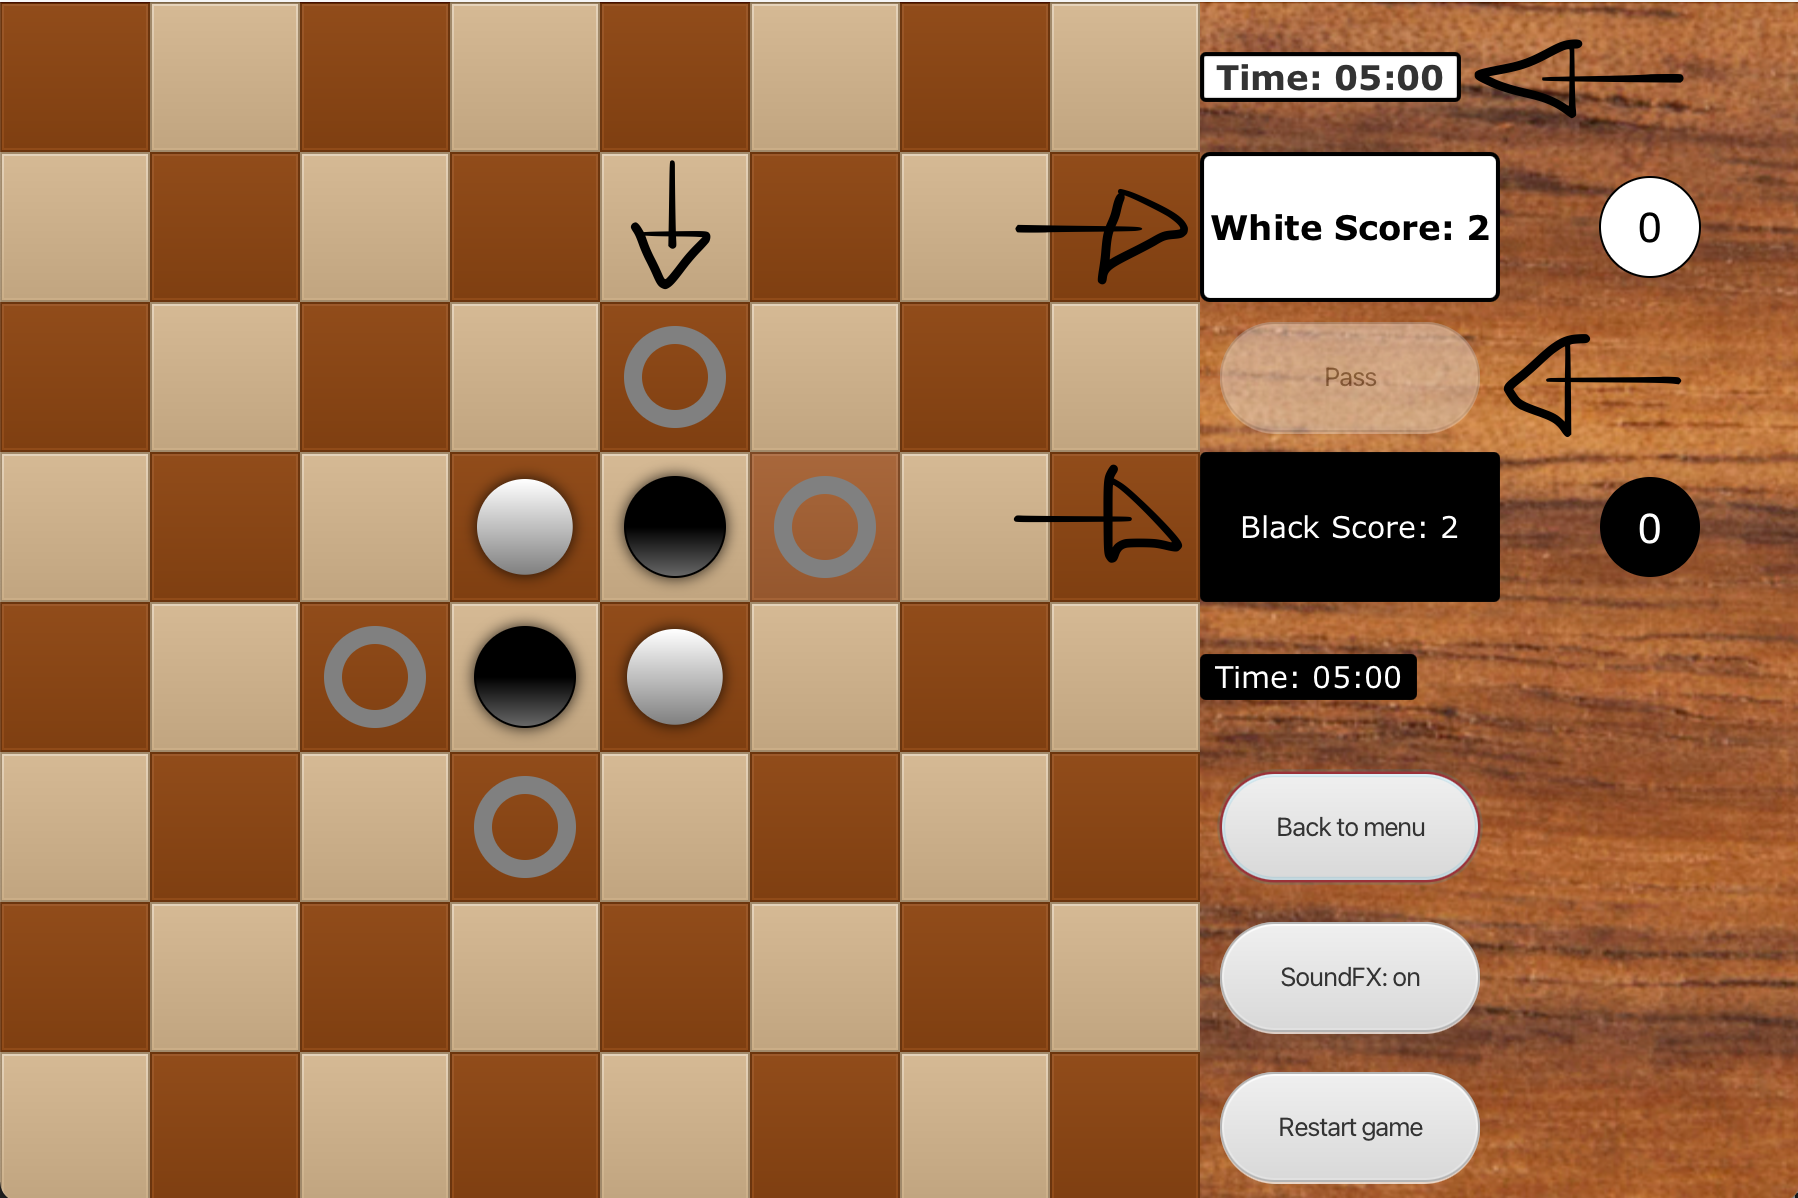 Time: 05:00
White Score: 2
0
Pass
Black Score: 2
0
Time: 05:00
Back to menu
SoundFX: on
Restart game